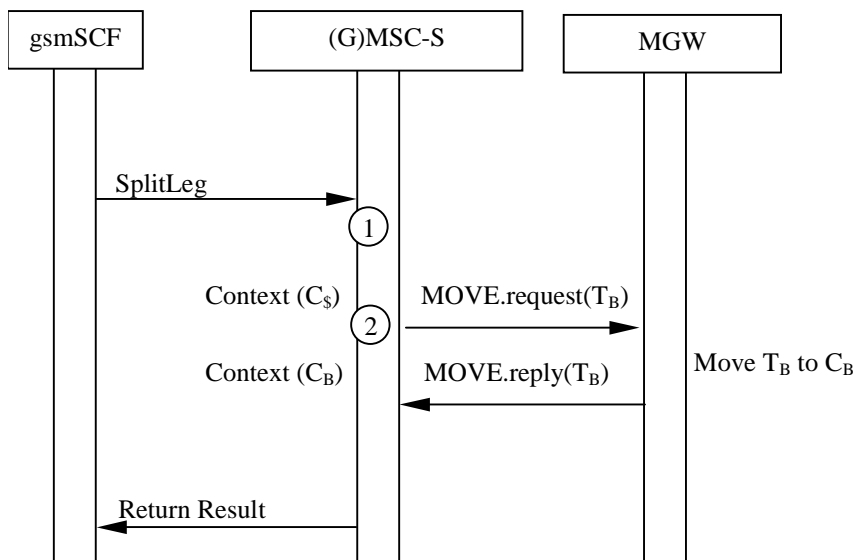 gsmSCF
(G)MSC-S
MGW
SplitLeg
1
Context (C$)
MOVE.request(TB)
2
Context (CB)
MOVE.reply(TB)
Move TB to CB
Return Result